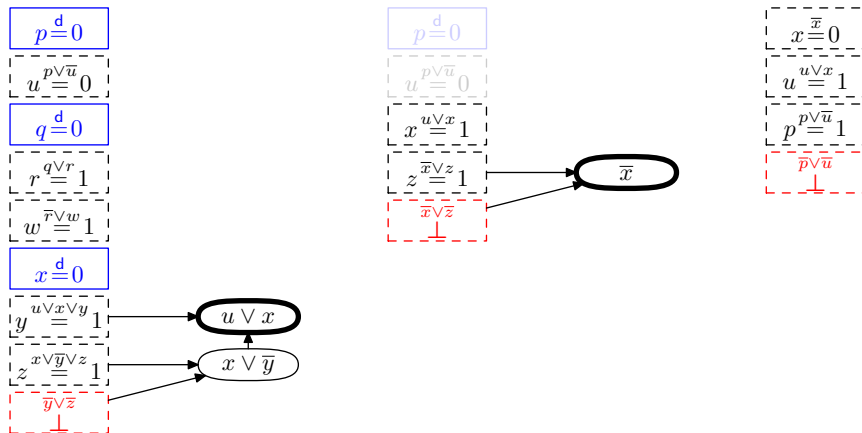 p =ᵈ 0
u =^{p∨u̅} 0
q =ᵈ 0
r =^{q∨r} 1
w =^{r̅∨w} 1
x =ᵈ 0
y =^{u∨x∨y} 1
z =^{x∨y̅∨z} 1
y̅∨z̅
⊥
u ∨ x
x ∨ y̅
p =ᵈ 0
u =^{p∨u̅} 0
x =^{u∨x} 1
z =^{x̅∨z} 1
x̅∨z̅
⊥
x̅
x =^{x̅} 0
u =^{u∨x} 1
p =^{p∨u̅} 1
p̅∨u̅
⊥